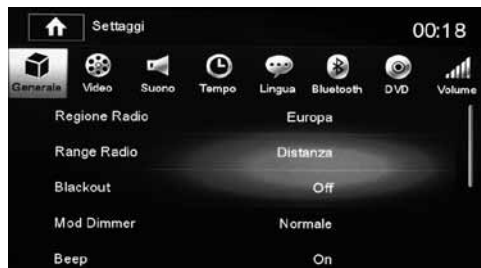 Settaggi 00:18
Generale Video Suono Tempo Lingua Bluetooth DVD Volume
Regione Radio Europa
Range Radio Distanza
Blackout Off
Mod Dimmer Normale
Beep On